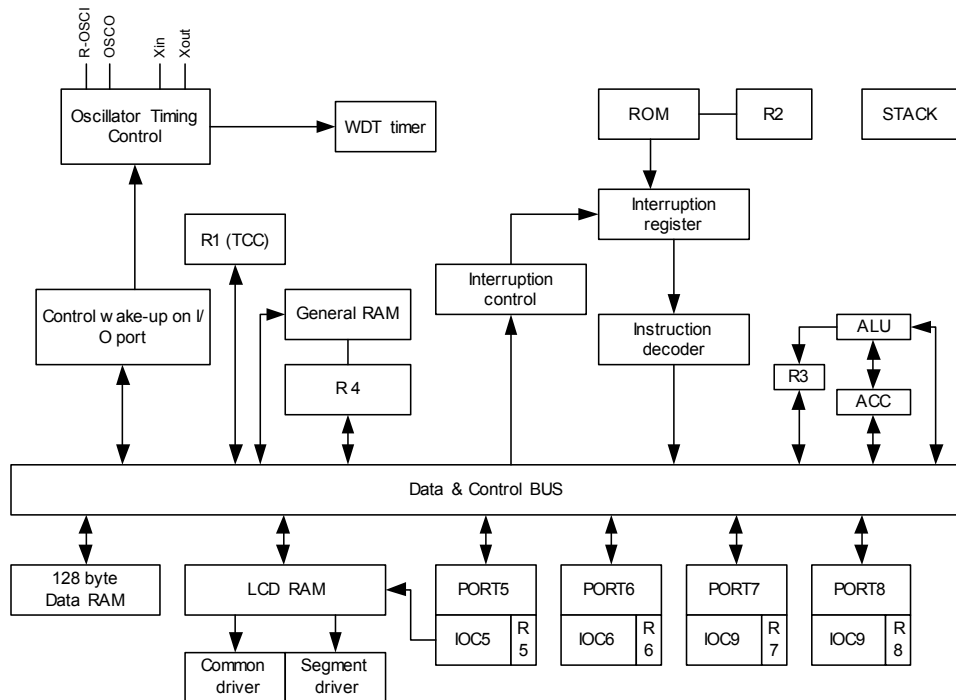 R-OSCI
OSCO
Xin
Xout
Oscillator Timing
Control
WDT timer
ROM
R2
STACK
Interruption
register
R1 (TCC)
Interruption
control
Control wake-up on I/
O port
General RAM
Instruction
decoder
ALU
R3
R 4
ACC
Data & Control BUS
128 byte
Data RAM
LCD RAM
PORT5
PORT6
PORT7
PORT8
IOC5
R
5
IOC6
R
6
IOC9
R
7
IOC9
R
8
Common
driver
Segment
driver